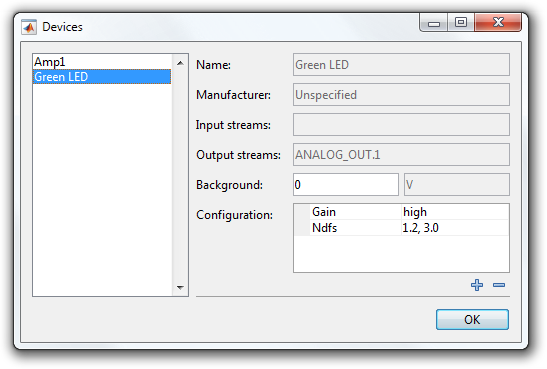 Devices
Amp1
Green LED
Name: Green LED
Manufacturer: Unspecified
Input streams:
Output streams: ANALOG_OUT.1
Background: 0 V
Configuration: Gain high
Ndfs 1.2, 3.0
OK